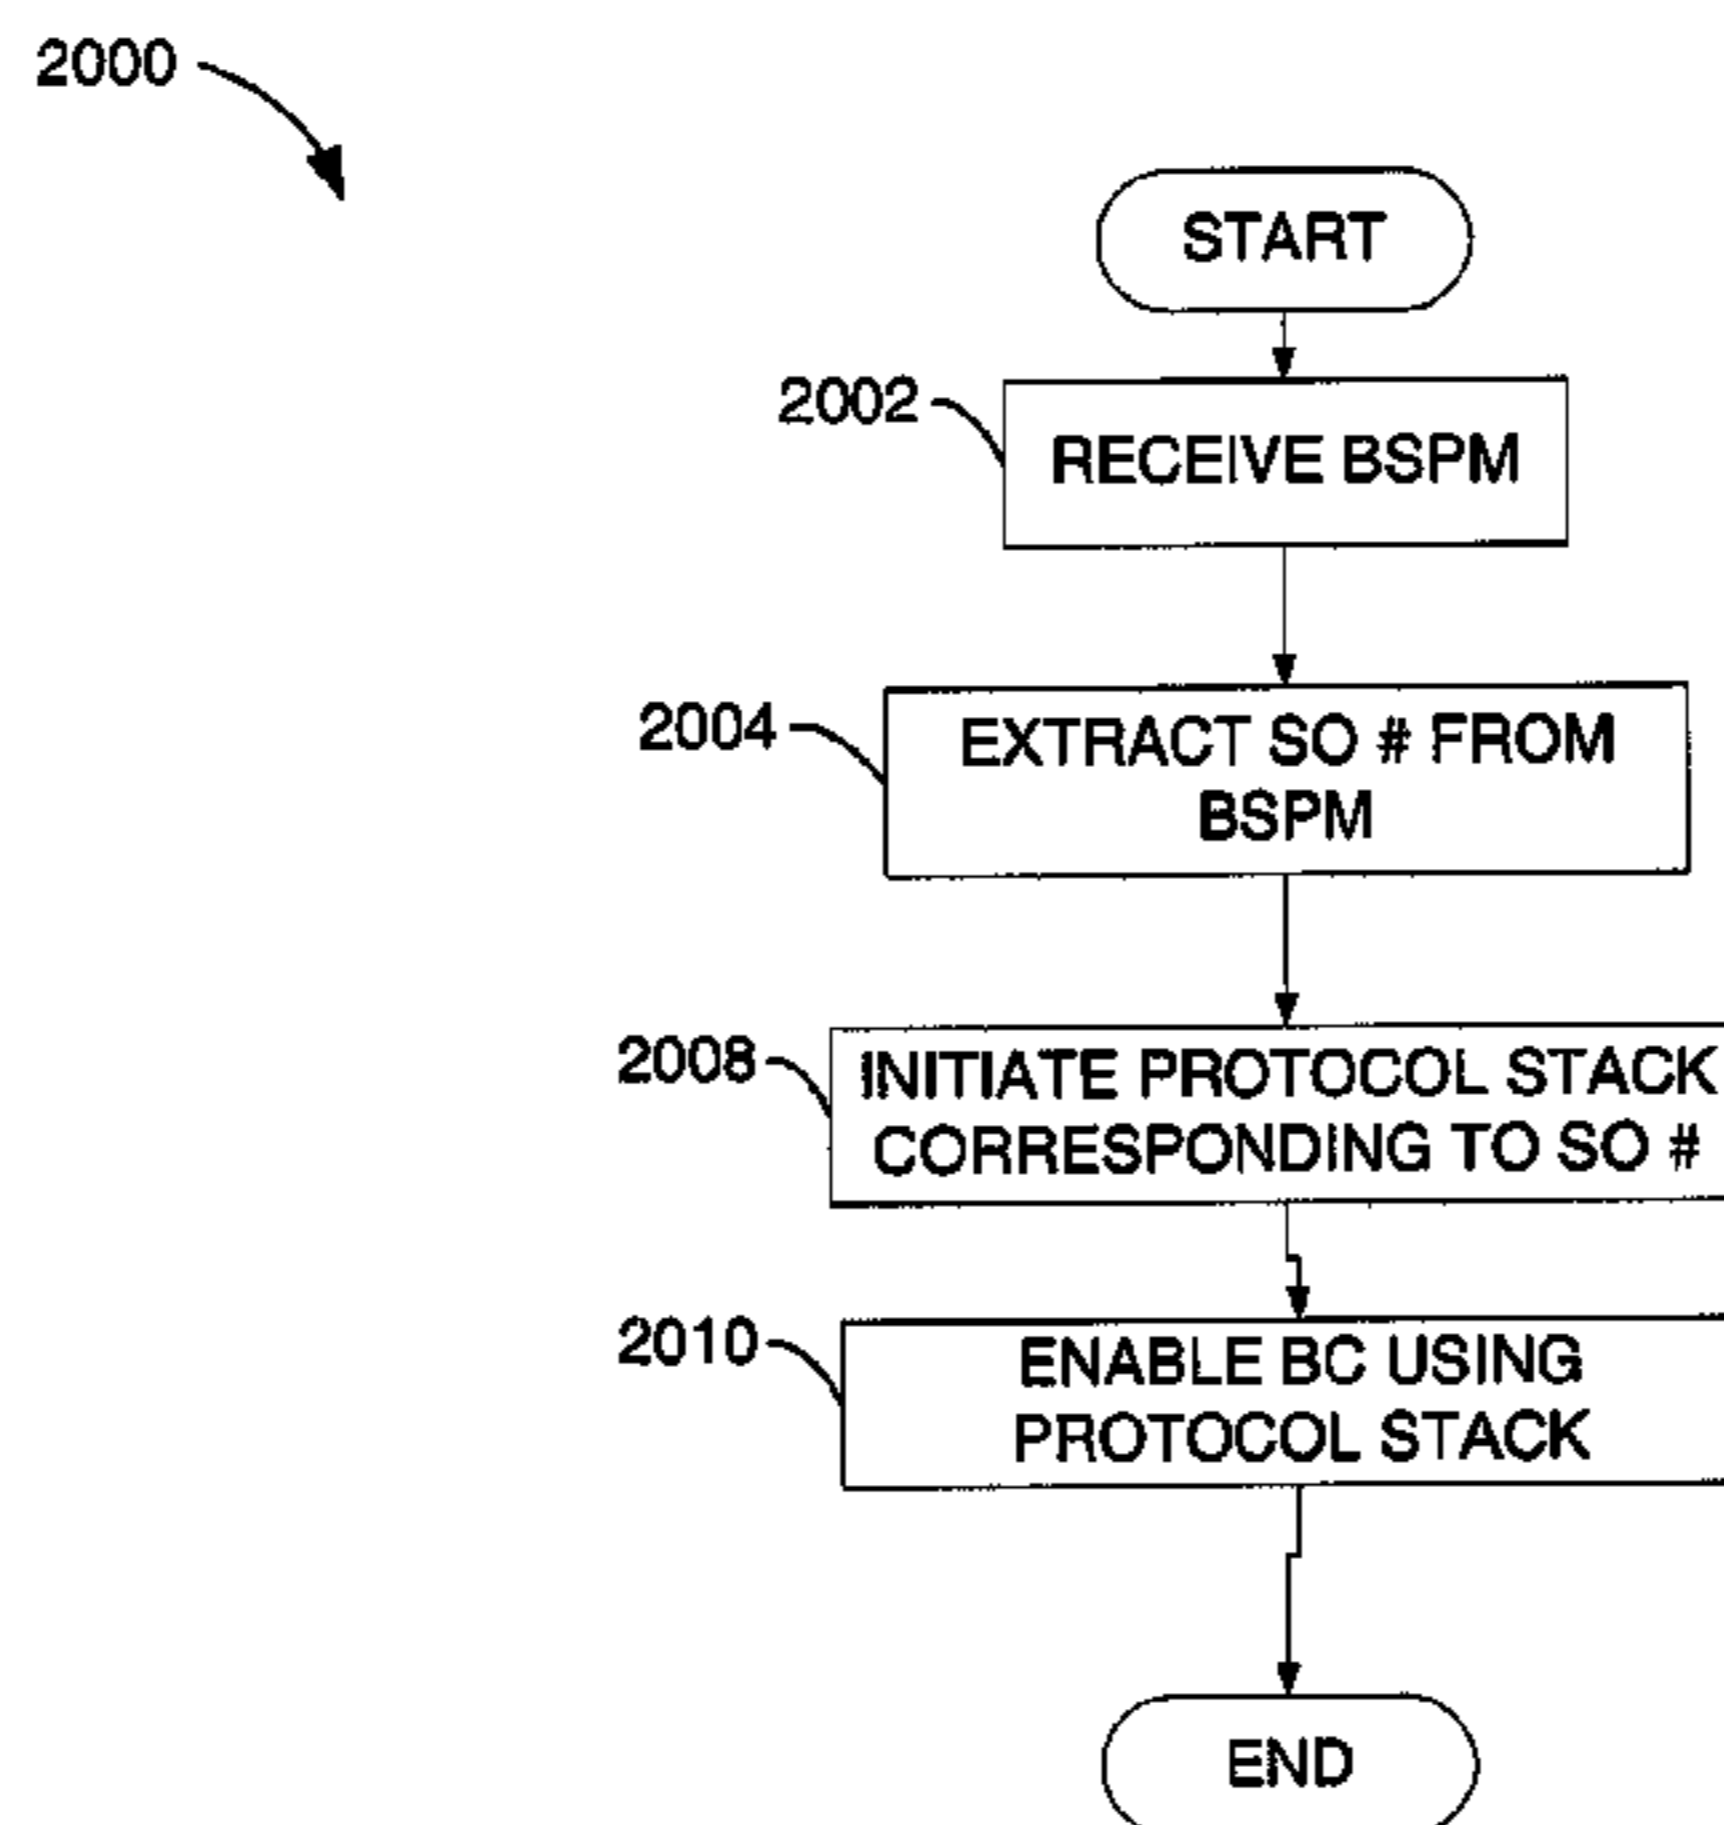 2000
START
2002
RECEIVE BSPM
2004
EXTRACT SO # FROM
BSPM
2008
INITIATE PROTOCOL STACK
CORRESPONDING TO SO #
2010
ENABLE BC USING
PROTOCOL STACK
END